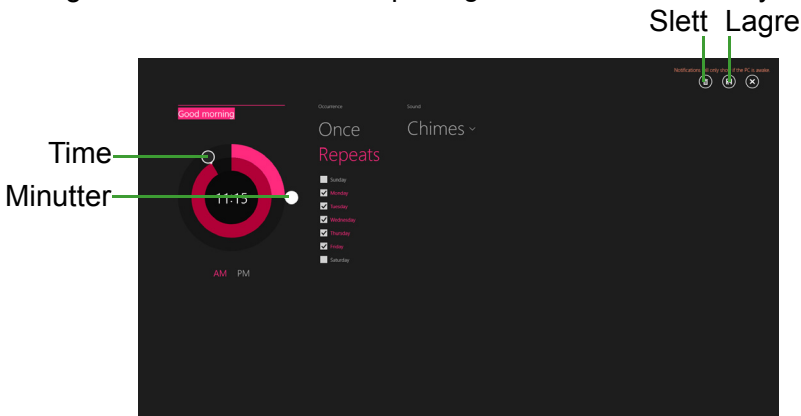 Slett Lagre
Notifications will only show if the PC is awake
Good morning
Occurrence
Sound
Once
Chimes
Repeats
Time
Minutter
11:15
Sunday
Monday
Tuesday
Wednesday
Thursday
Friday
Saturday
AM PM